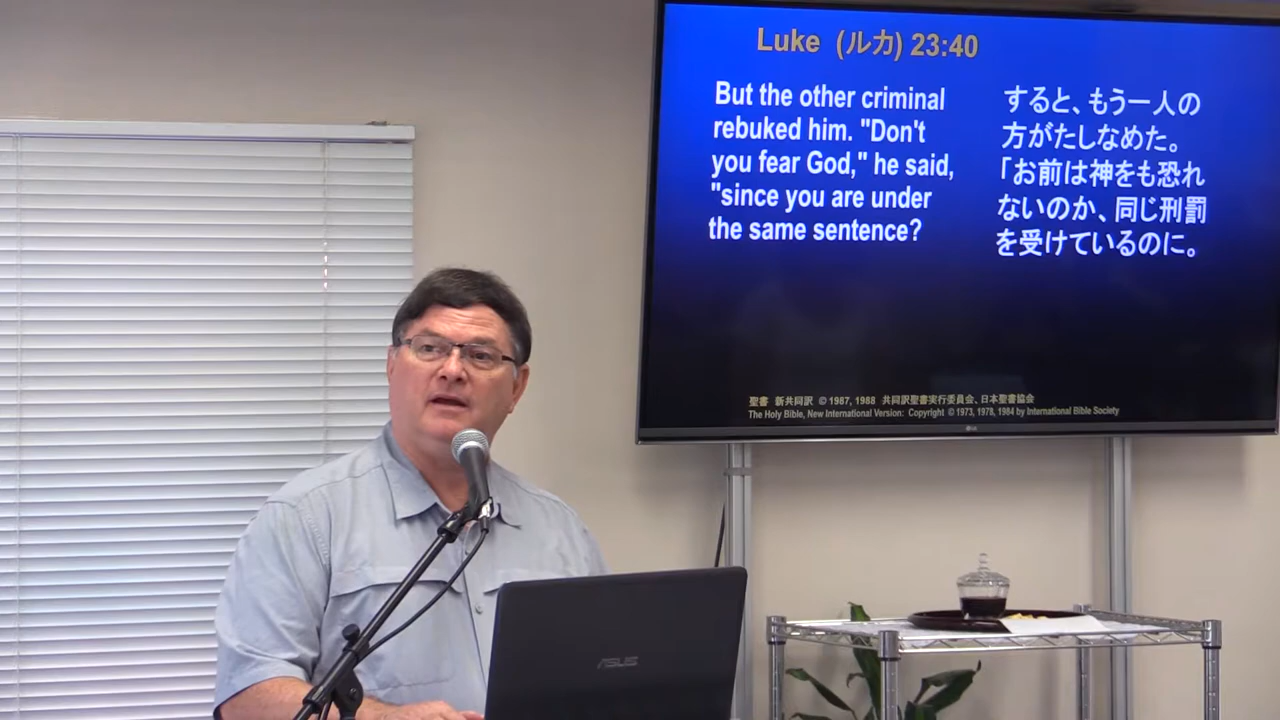 Luke (ルカ) 23:40
But the other criminal
rebuked him. "Don't
you fear God," he said,
"since you are under
the same sentence?
すると、もう一人の
方がたしなめた。
「お前は神をも恐れ
ないのか、同じ刑罰
を受けているのに。
聖書 新共同訳 © 1987, 1988 共同訳聖書実行委員会、日本聖書協会
The Holy Bible, New International Version: Copyright © 1973, 1978, 1984 by International Bible Society
LG
ASUS